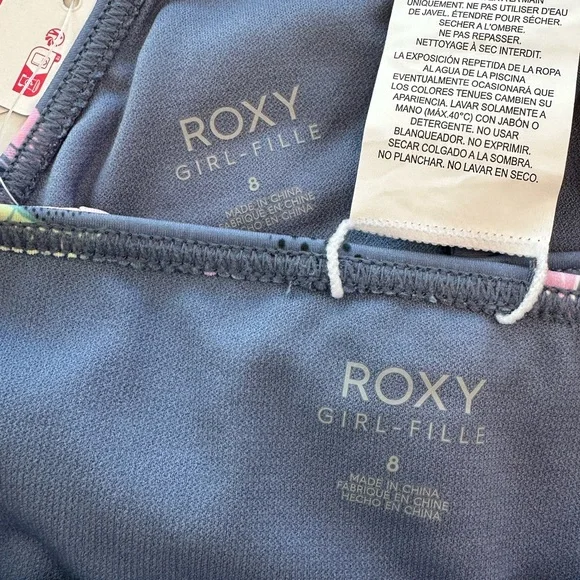 UNIQUEMENT. NE PAS UTILISER D'EAU
DE JAVEL. ÉTENDRE POUR SÉCHER.
SECHER A L'OMBRE.
NE PAS REPASSER.
NETTOYAGE À SEC INTERDIT.
LA EXPOSICIÓN REPETIDA DE LA ROPA
AL AGUA DE LA PISCINA
EVENTUALMENTE OCASIONARÁ QUE
LOS COLORES TENUES CAMBIEN SU
APARIENCIA. LAVAR SOLAMENTE A
MANO (MÁX.40°C) CON JABÓN O
DETERGENTE. NO USAR
BLANQUEADOR. NO EXPRIMIR.
SECAR COLGADO A LA SOMBRA.
NO PLANCHAR. NO LAVAR EN SECO.
ROXY
GIRL-FILLE
8
MADE IN CHINA
FABRIQUÉ EN CHINE
HECHO EN CHINA
ROXY
GIRL-FILLE
8
MADE IN CHINA
FABRIQUÉ EN CHINE
HECHO EN CHINA